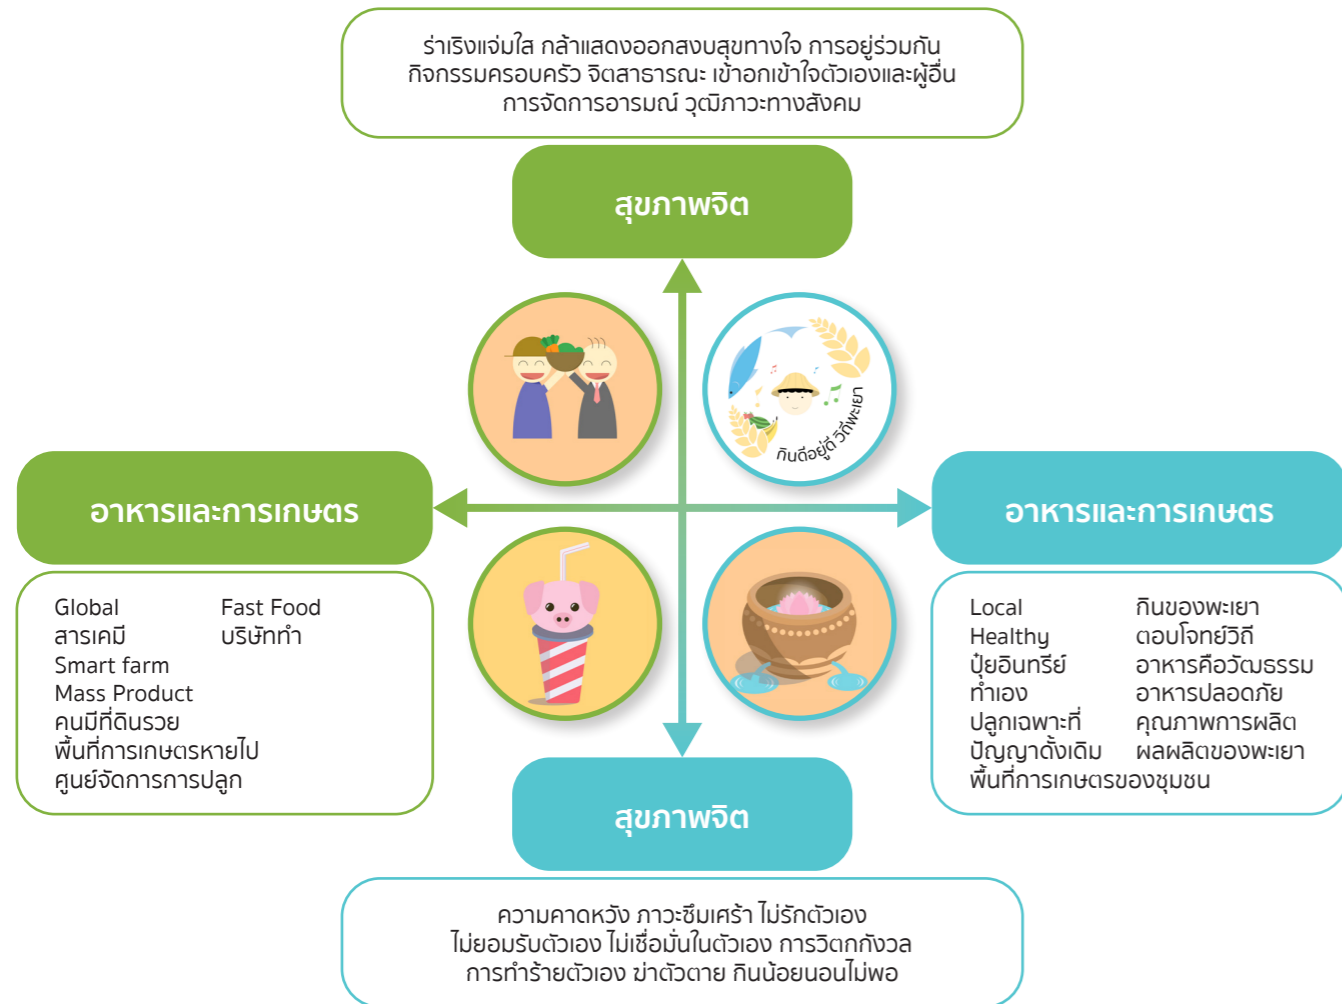 ร่าเริงแจ่มใส กล้าแสดงออกสงบสุขทางใจ การอยู่ร่วมกัน
กิจกรรมครอบครัว จิตสาธารณะ เข้าอกเข้าใจตัวเองและผู้อื่น
การจัดการอารมณ์ วุฒิภาวะทางสังคม
สุขภาพจิต
กินดีอยู่ดี วิถีพะเยา
อาหารและการเกษตร
Global Fast Food
สารเคมี บริษัททำ
Smart farm
Mass Product
คนมีที่ดินรวย
พื้นที่การเกษตรหายไป
ศูนย์จัดการการปลูก
อาหารและการเกษตร
Local กินของพะเยา
Healthy ตอบโจทย์วิถี
ปุ๋ยอินทรีย์ อาหารคือวัฒธรรม
ทำเอง อาหารปลอดภัย
ปลูกเฉพาะที่ คุณภาพการผลิต
ปัญญาดั้งเดิม ผลผลิตของพะเยา
พื้นที่การเกษตรของชุมชน
สุขภาพจิต
ความคาดหวัง ภาวะซึมเศร้า ไม่รักตัวเอง
ไม่ยอมรับตัวเอง ไม่เชื่อมั่นในตัวเอง การวิตกกังวล
การทำร้ายตัวเอง ฆ่าตัวตาย กินน้อยนอนไม่พอ